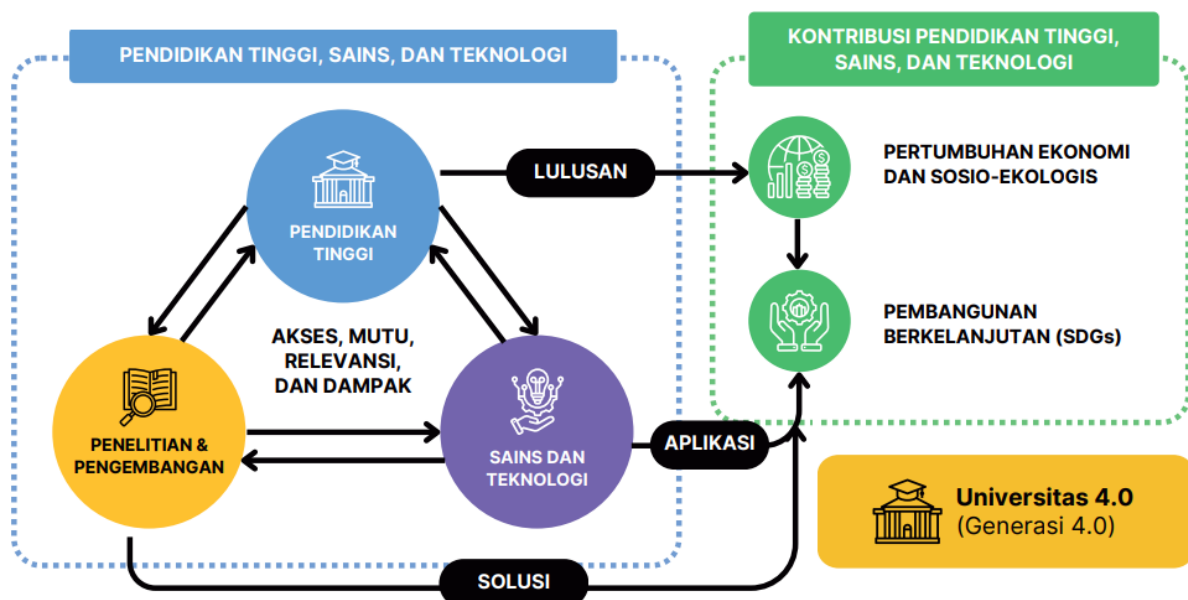 PENDIDIKAN TINGGI, SAINS, DAN TEKNOLOGI
KONTRIBUSI PENDIDIKAN TINGGI,
SAINS, DAN TEKNOLOGI
PENDIDIKAN
TINGGI
LULUSAN
PERTUMBUHAN EKONOMI
DAN SOSIO-EKOLOGIS
AKSES, MUTU,
RELEVANSI,
DAN DAMPAK
PEMBANGUNAN
BERKELANJUTAN (SDGs)
PENELITIAN &
PENGEMBANGAN
SAINS DAN
TEKNOLOGI
APLIKASI
Universitas 4.0
(Generasi 4.0)
SOLUSI